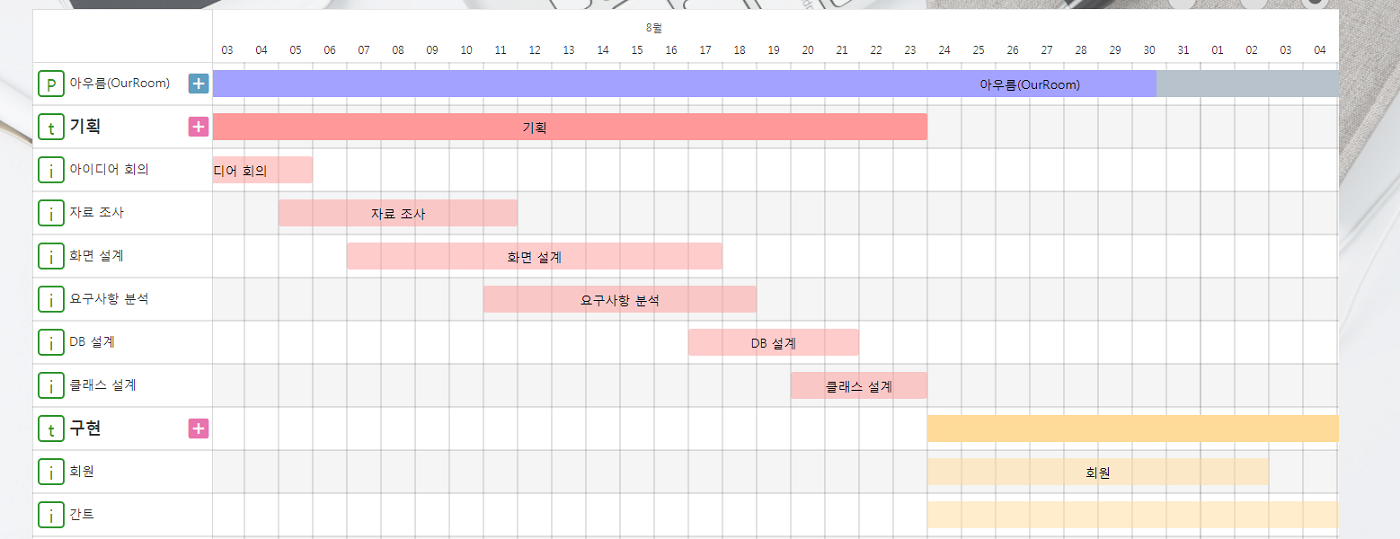 8월
03 04 05 06 07 08 09 10 11 12 13 14 15 16 17 18 19 20 21 22 23 24 25 26 27 28 29 30 31 01 02 03 04
P 아우름(OurRoom) + 아우름(OurRoom)
t 기획 + 기획
i 아이디어 회의 디어 회의
i 자료 조사 자료 조사
i 화면 설계 화면 설계
i 요구사항 분석 요구사항 분석
i DB 설계 DB 설계
i 클래스 설계 클래스 설계
t 구현 +
i 회원 회원
i 간트